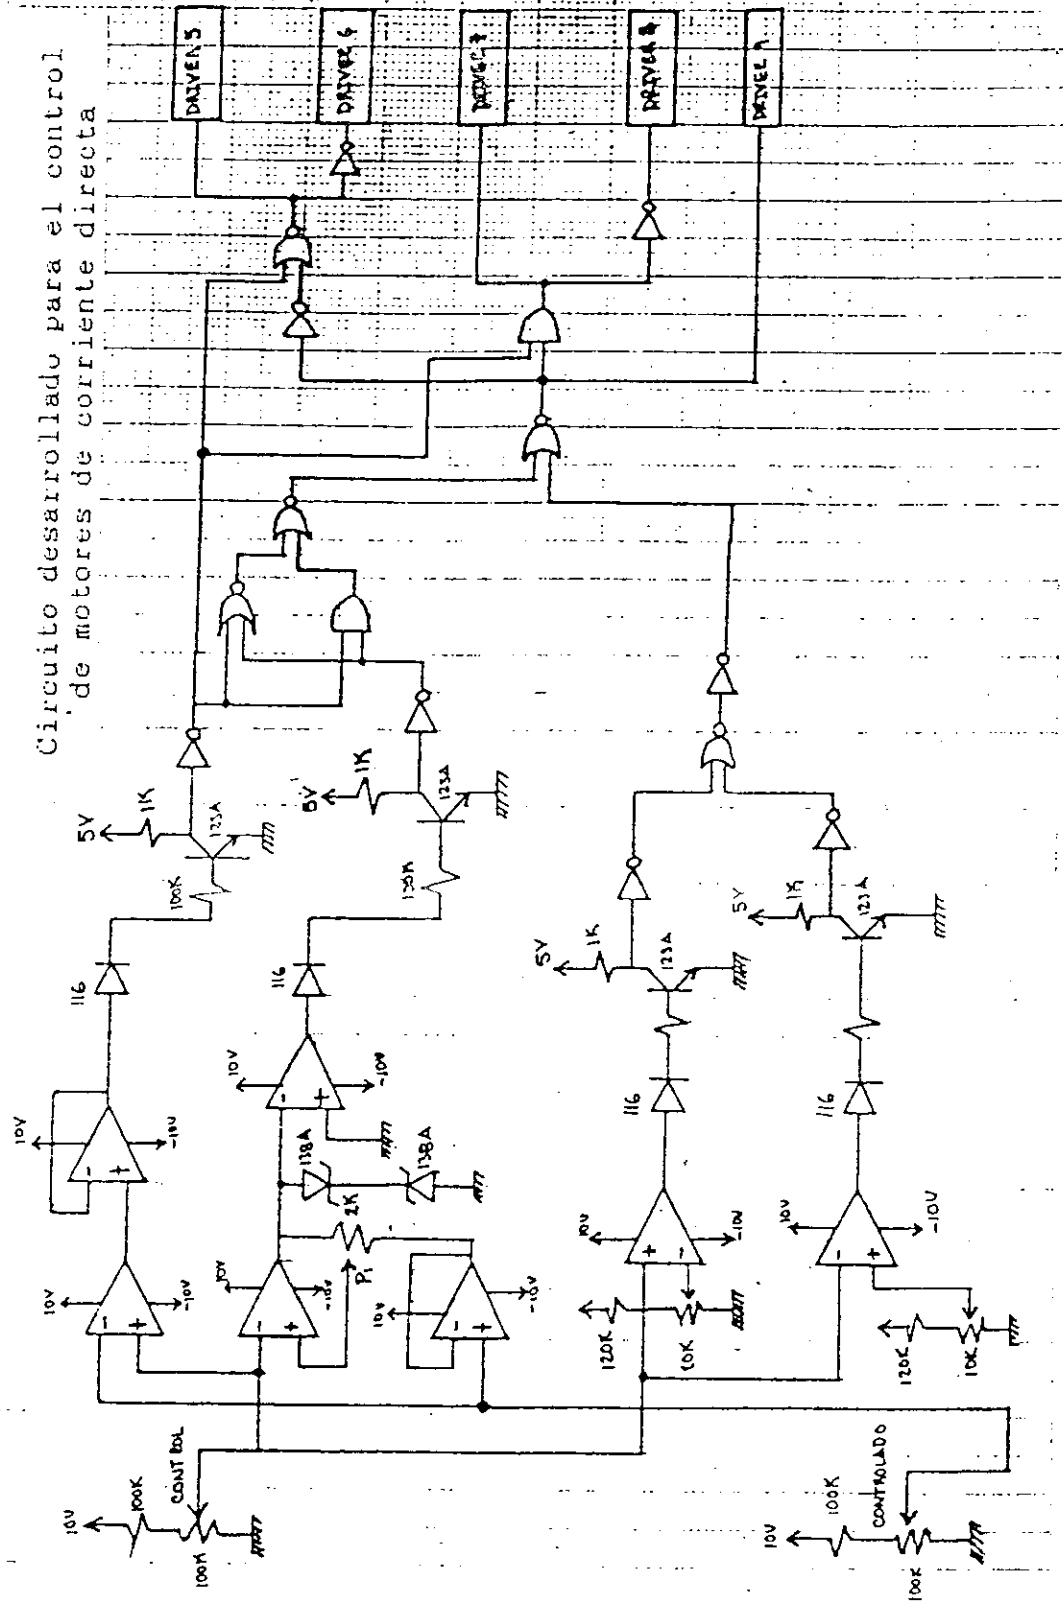 Circuito desarrollado para el control
de motores de corriente directa
DRIVER 5
DRIVER 6
DRIVER 7
DRIVER 8
DRIVER 9
5V
1K
123A
100K
116
10V
-10V
-
+
10V
-10V
-
+
5V
1K
123A
116
10V
-10V
-
+
138A
138A
2K
P1
10V
-10V
-
+
10V
-10V
-
+
5V
1K
123A
116
10V
-10V
+
-
120K
10K
5V
1K
123A
116
10V
-10V
-
+
120K
10K
10V
100K
CONTROL
100K
10V
100K
CONTROLADO
100K